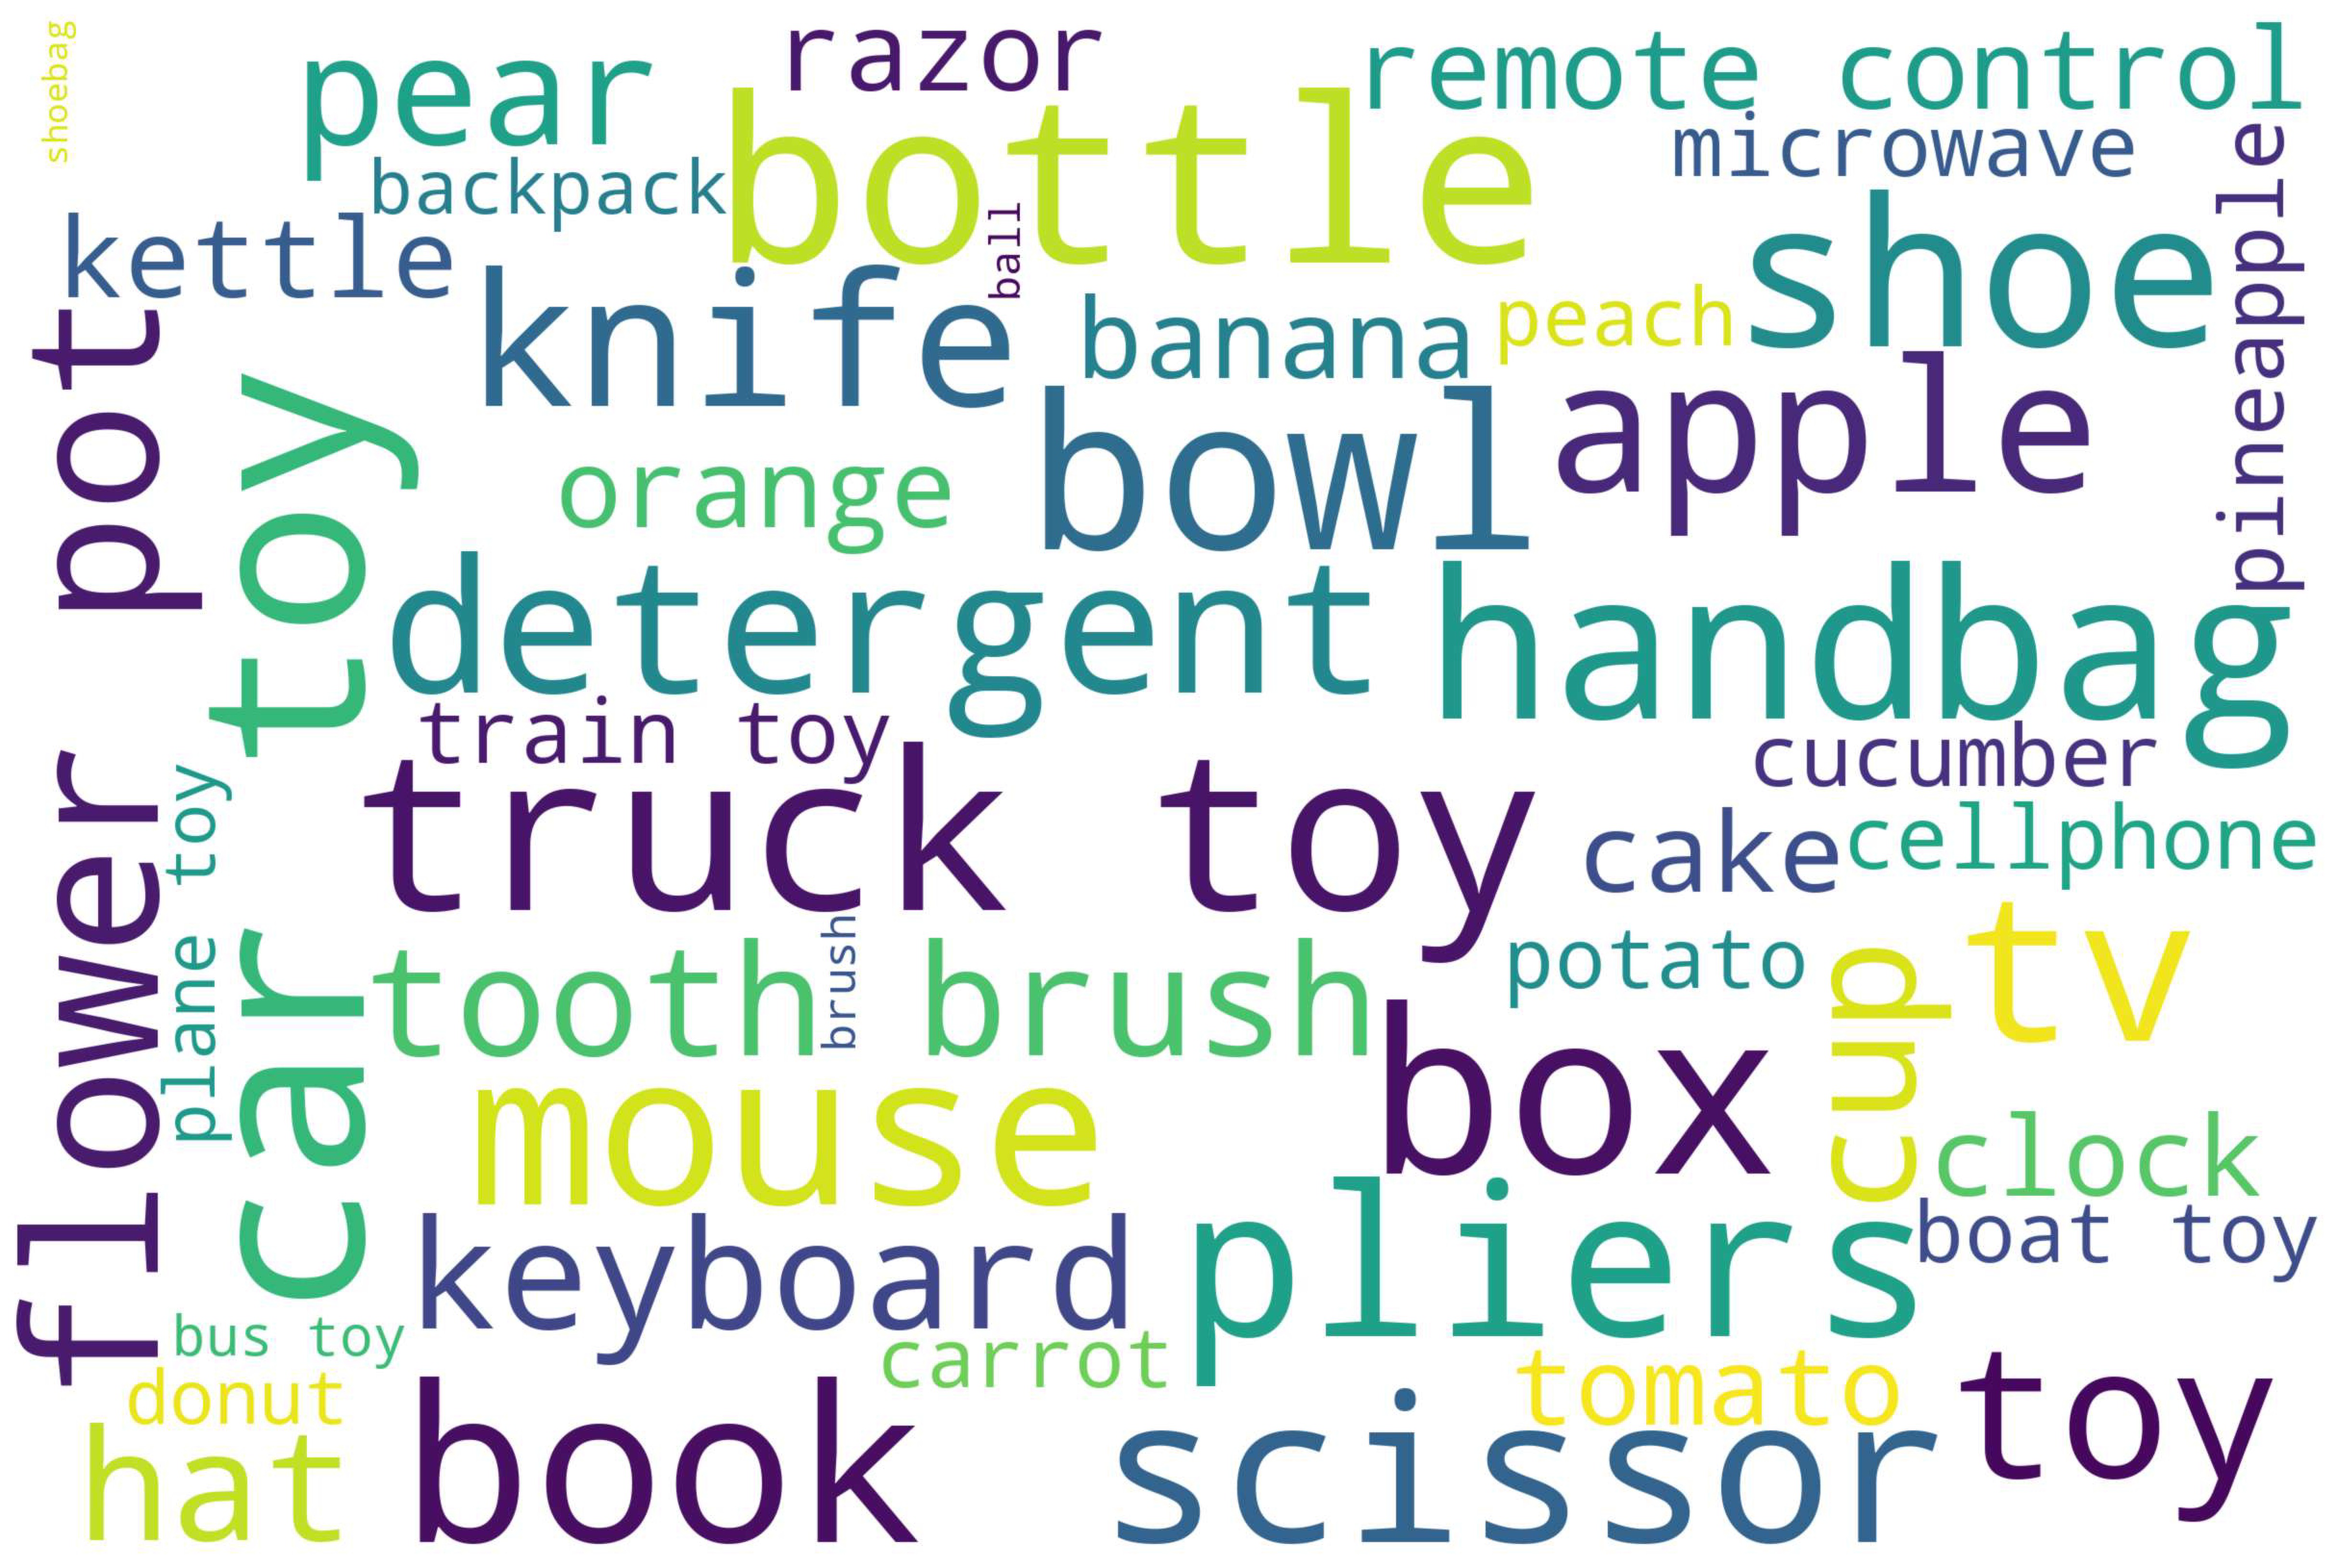 shoebag
pear
razor
remote control
bottle
microwave
backpack
pineapple
shoe
kettle
ball
knife
banana
peach
flower pot
car toy
bowl
apple
orange
detergent
handbag
train toy
cucumber
truck toy
plane toy
cake
cellphone
tv
brush
tooth brush
potato
cup
box
mouse
clock
pliers
boat toy
keyboard
bus toy
carrot
tomato
toy
donut
hat
book
scissor